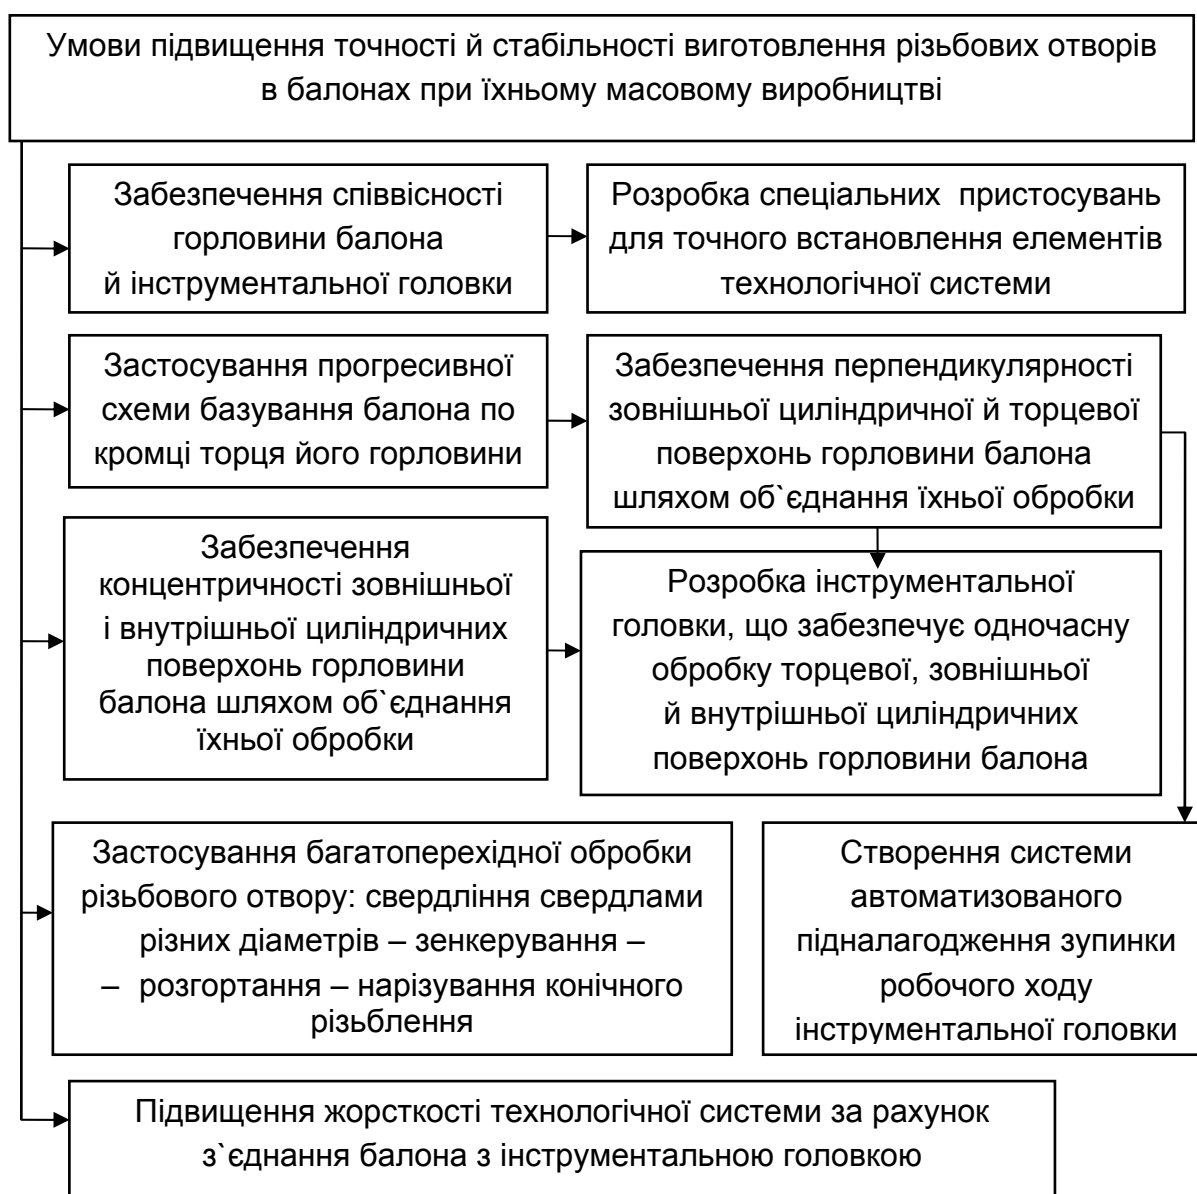 Умови підвищення точності й стабільності виготовлення різьбових отворів
в балонах при їхньому масовому виробництві
Забезпечення співвісності
горловини балона
й інструментальної головки
Розробка спеціальних пристосувань
для точного встановлення елементів
технологічної системи
Застосування прогресивної
схеми базування балона по
кромці торця його горловини
Забезпечення перпендикулярності
зовнішньої циліндричної й торцевої
поверхонь горловини балона
шляхом об`єднання їхньої обробки
Забезпечення
концентричності зовнішньої
і внутрішньої циліндричних
поверхонь горловини
балона шляхом об`єднання
їхньої обробки
Розробка інструментальної
головки, що забезпечує одночасну
обробку торцевої, зовнішньої
й внутрішньої циліндричних
поверхонь горловини балона
Застосування багатоперехідної обробки
різьбового отвору: свердління свердлами
різних діаметрів – зенкерування –
– розгортання – нарізування конічного
різьблення
Створення системи
автоматизованого
підналагодження зупинки
робочого ходу
інструментальної головки
Підвищення жорсткості технологічної системи за рахунок
з`єднання балона з інструментальною головкою